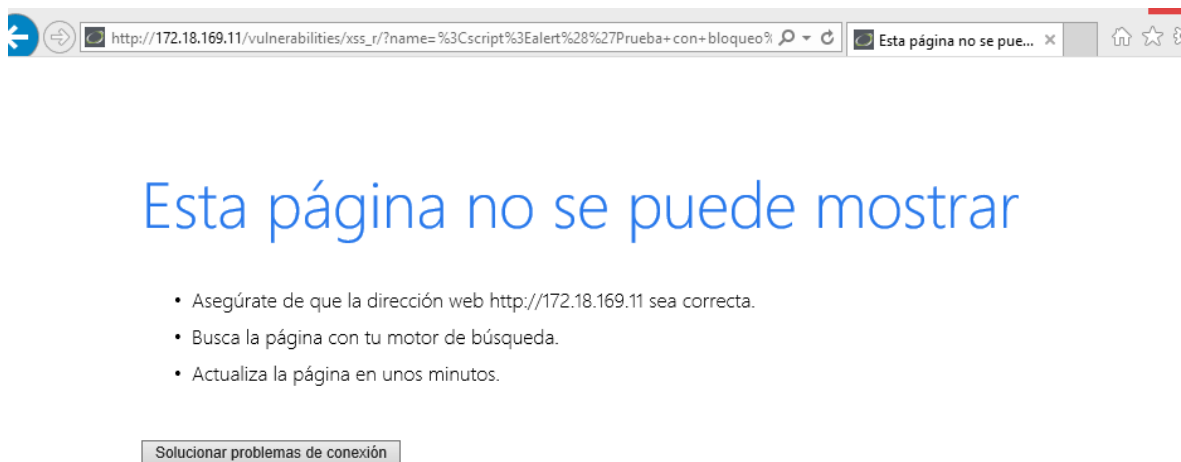 http://172.18.169.11/vulnerabilities/xss_r/?name=%3Cscript%3Ealert%28%27Prueba+con+bloqueo%
Esta página no se pue...
Esta página no se puede mostrar
• Asegúrate de que la dirección web http://172.18.169.11 sea correcta.
• Busca la página con tu motor de búsqueda.
• Actualiza la página en unos minutos.
Solucionar problemas de conexión